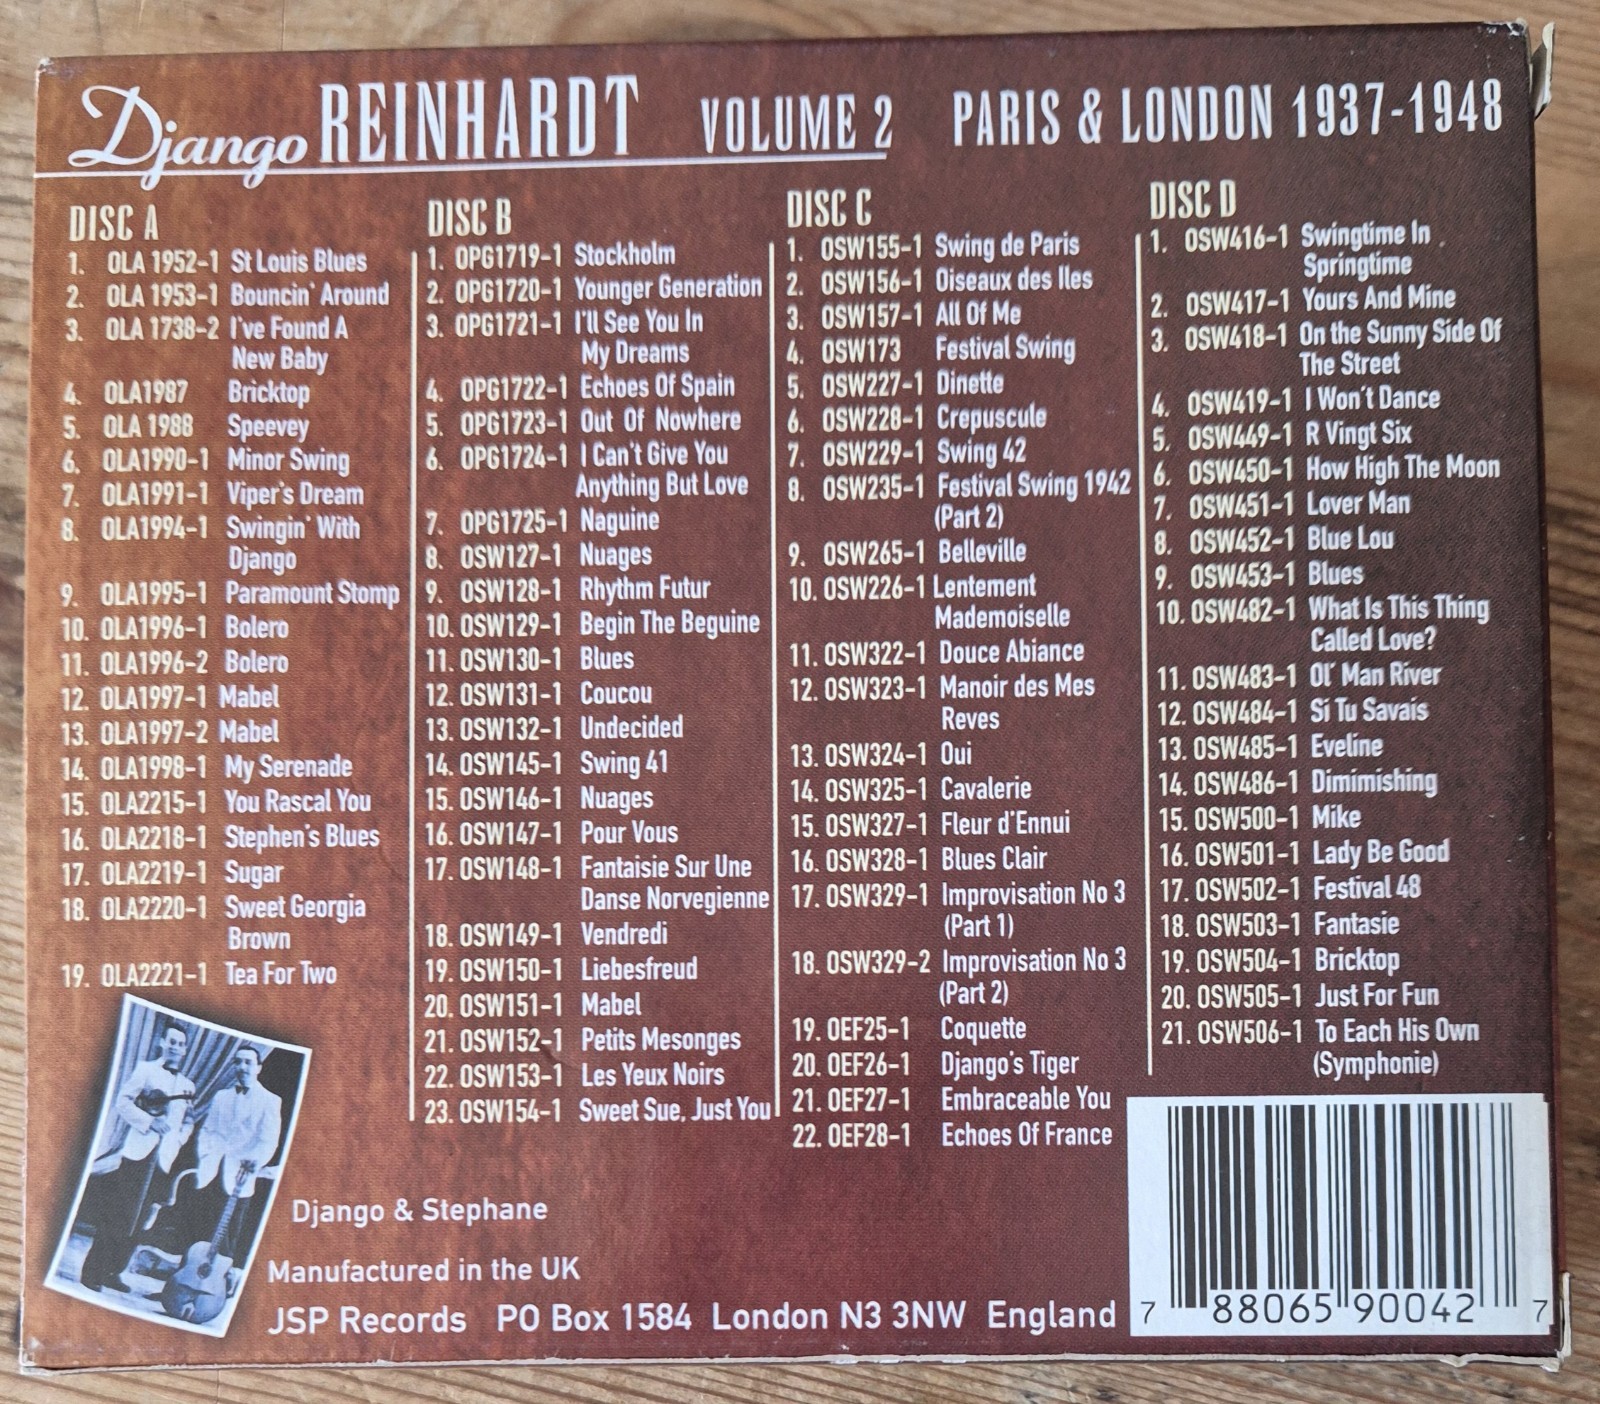 Django REINHARDT VOLUME 2 PARIS & LONDON 1937-1948
DISC A
1. OLA 1952-1 St Louis Blues
2. OLA 1953-1 Bouncin' Around
3. OLA 1738-2 I've Found A
New Baby
4. OLA1987 Bricktop
5. OLA 1988 Speevey
6. OLA1990-1 Minor Swing
7. OLA1991-1 Viper's Dream
8. OLA1994-1 Swingin' With
Django
9. OLA1995-1 Paramount Stomp
10. OLA1996-1 Bolero
11. OLA1996-2 Bolero
12. OLA1997-1 Mabel
13. OLA1997-2 Mabel
14. OLA1998-1 My Serenade
15. OLA2215-1 You Rascal You
16. OLA2218-1 Stephen's Blues
17. OLA2219-1 Sugar
18. OLA2220-1 Sweet Georgia
Brown
19. OLA2221-1 Tea For Two
DISC B
1. OPG1719-1 Stockholm
2. OPG1720-1 Younger Generation
3. OPG1721-1 I'll See You In
My Dreams
4. OPG1722-1 Echoes Of Spain
5. OPG1723-1 Out Of Nowhere
6. OPG1724-1 I Can't Give You
Anything But Love
7. OPG1725-1 Naguine
8. OSW127-1 Nuages
9. OSW128-1 Rhythm Futur
10. OSW129-1 Begin The Beguine
11. OSW130-1 Blues
12. OSW131-1 Coucou
13. OSW132-1 Undecided
14. OSW145-1 Swing 41
15. OSW146-1 Nuages
16. OSW147-1 Pour Vous
17. OSW148-1 Fantaisie Sur Une
Danse Norvegienne
18. OSW149-1 Vendredi
19. OSW150-1 Liebesfreud
20. OSW151-1 Mabel
21. OSW152-1 Petits Mesonges
22. OSW153-1 Les Yeux Noirs
23. OSW154-1 Sweet Sue, Just You
DISC C
1. OSW155-1 Swing de Paris
2. OSW156-1 Oiseaux des Iles
3. OSW157-1 All Of Me
4. OSW173 Festival Swing
5. OSW227-1 Dinette
6. OSW228-1 Crepuscule
7. OSW229-1 Swing 42
8. OSW235-1 Festival Swing 1942
(Part 2)
9. OSW265-1 Belleville
10. OSW226-1 Lentement
Mademoiselle
11. OSW322-1 Douce Abiance
12. OSW323-1 Manoir des Mes
Reves
13. OSW324-1 Oui
14. OSW325-1 Cavalerie
15. OSW327-1 Fleur d'Ennui
16. OSW328-1 Blues Clair
17. OSW329-1 Improvisation No 3
(Part 1)
18. OSW329-2 Improvisation No 3
(Part 2)
19. OEF25-1 Coquette
20. OEF26-1 Django's Tiger
21. OEF27-1 Embraceable You
22. OEF28-1 Echoes Of France
DISC D
1. OSW416-1 Swingtime In
Springtime
2. OSW417-1 Yours And Mine
3. OSW418-1 On the Sunny Side Of
The Street
4. OSW419-1 I Won't Dance
5. OSW449-1 R Vingt Six
6. OSW450-1 How High The Moon
7. OSW451-1 Lover Man
8. OSW452-1 Blue Lou
9. OSW453-1 Blues
10. OSW482-1 What Is This Thing
Called Love?
11. OSW483-1 Ol' Man River
12. OSW484-1 Si Tu Savais
13. OSW485-1 Eveline
14. OSW486-1 Dimimishing
15. OSW500-1 Mike
16. OSW501-1 Lady Be Good
17. OSW502-1 Festival 48
18. OSW503-1 Fantasie
19. OSW504-1 Bricktop
20. OSW505-1 Just For Fun
21. OSW506-1 To Each His Own
(Symphonie)
Django & Stephane
Manufactured in the UK
JSP Records PO Box 1584 London N3 3NW England
7 88065 90042 7